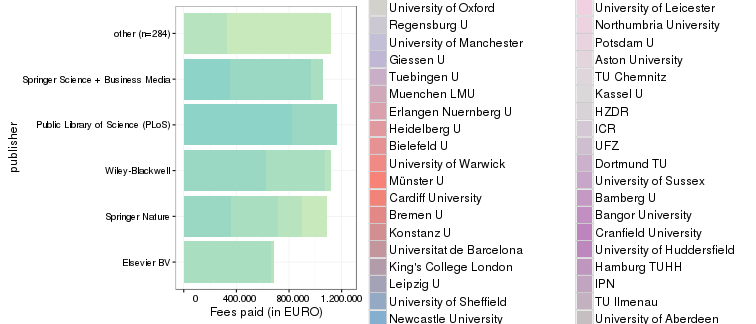 other (n=284)
Springer Science + Business Media
Public Library of Science (PLoS)
Wiley-Blackwell
Springer Nature
Elsevier BV
publisher
0 400.000 800.000 1.200.000
Fees paid (in EURO)
University of Oxford
Regensburg U
University of Manchester
Giessen U
Tuebingen U
Muenchen LMU
Erlangen Nuernberg U
Heidelberg U
Bielefeld U
University of Warwick
Münster U
Cardiff University
Bremen U
Konstanz U
Universitat de Barcelona
King's College London
Leipzig U
University of Sheffield
Newcastle University
University of Leicester
Northumbria University
Potsdam U
Aston University
TU Chemnitz
Kassel U
HZDR
ICR
UFZ
Dortmund TU
University of Sussex
Bamberg U
Bangor University
Cranfield University
University of Huddersfield
Hamburg TUHH
IPN
TU Ilmenau
University of Aberdeen